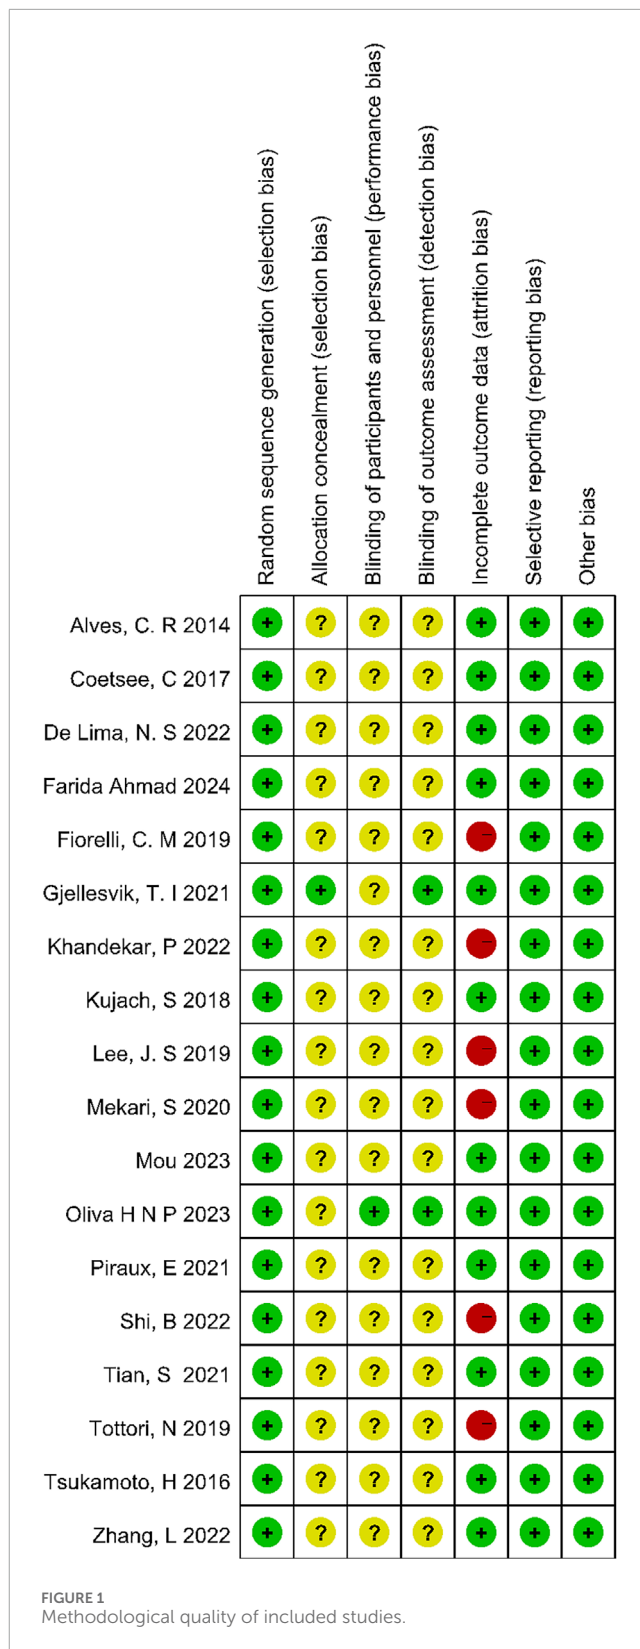 Random sequence generation (selection bias)
Allocation concealment (selection bias)
Blinding of participants and personnel (performance bias)
Blinding of outcome assessment (detection bias)
Incomplete outcome data (attrition bias)
Selective reporting (reporting bias)
Other bias
Alves, C. R 2014 + ? ? ? + + +
Coetsee, C 2017 + ? ? ? + + +
De Lima, N. S 2022 + ? ? ? + + +
Farida Ahmad 2024 + ? ? ? + + +
Fiorelli, C. M 2019 + ? ? ? - + +
Gjellesvik, T. I 2021 + + ? + + + +
Khandekar, P 2022 + ? ? ? - + +
Kujach, S 2018 + ? ? ? + + +
Lee, J. S 2019 + ? ? ? - + +
Mekari, S 2020 + ? ? ? - + +
Mou 2023 + ? ? ? + + +
Oliva H N P 2023 + ? + + + + +
Piraux, E 2021 + ? ? ? + + +
Shi, B 2022 + ? ? ? - + +
Tian, S 2021 + ? ? ? + + +
Tottori, N 2019 + ? ? ? - + +
Tsukamoto, H 2016 + ? ? ? + + +
Zhang, L 2022 + ? ? ? + + +
FIGURE 1
Methodological quality of included studies.